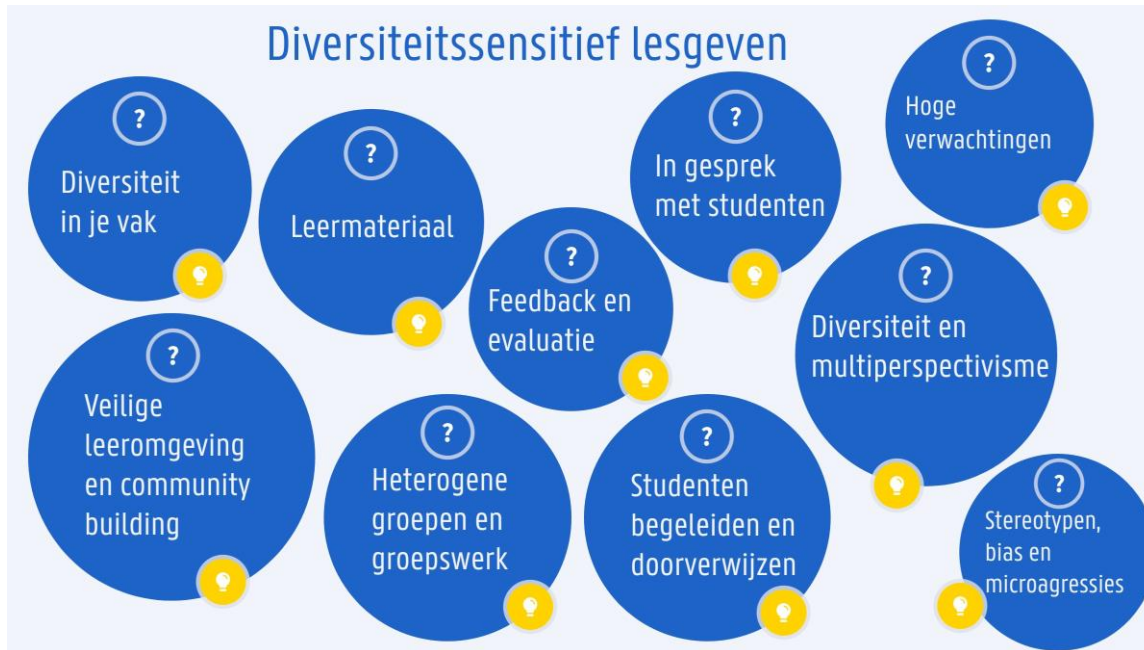 Diversiteitssensitief lesgeven
?
Diversiteit
in je vak
?
Leermateriaal
?
Feedback en
evaluatie
?
In gesprek
met studenten
?
Hoge
verwachtingen
?
Veilige
leeromgeving
en community
building
?
Heterogene
groepen en
groepswerk
?
Studenten
begeleiden en
doorverwijzen
?
Diversiteit en
multiperspectivisme
?
Stereotypen,
bias en
microagressies